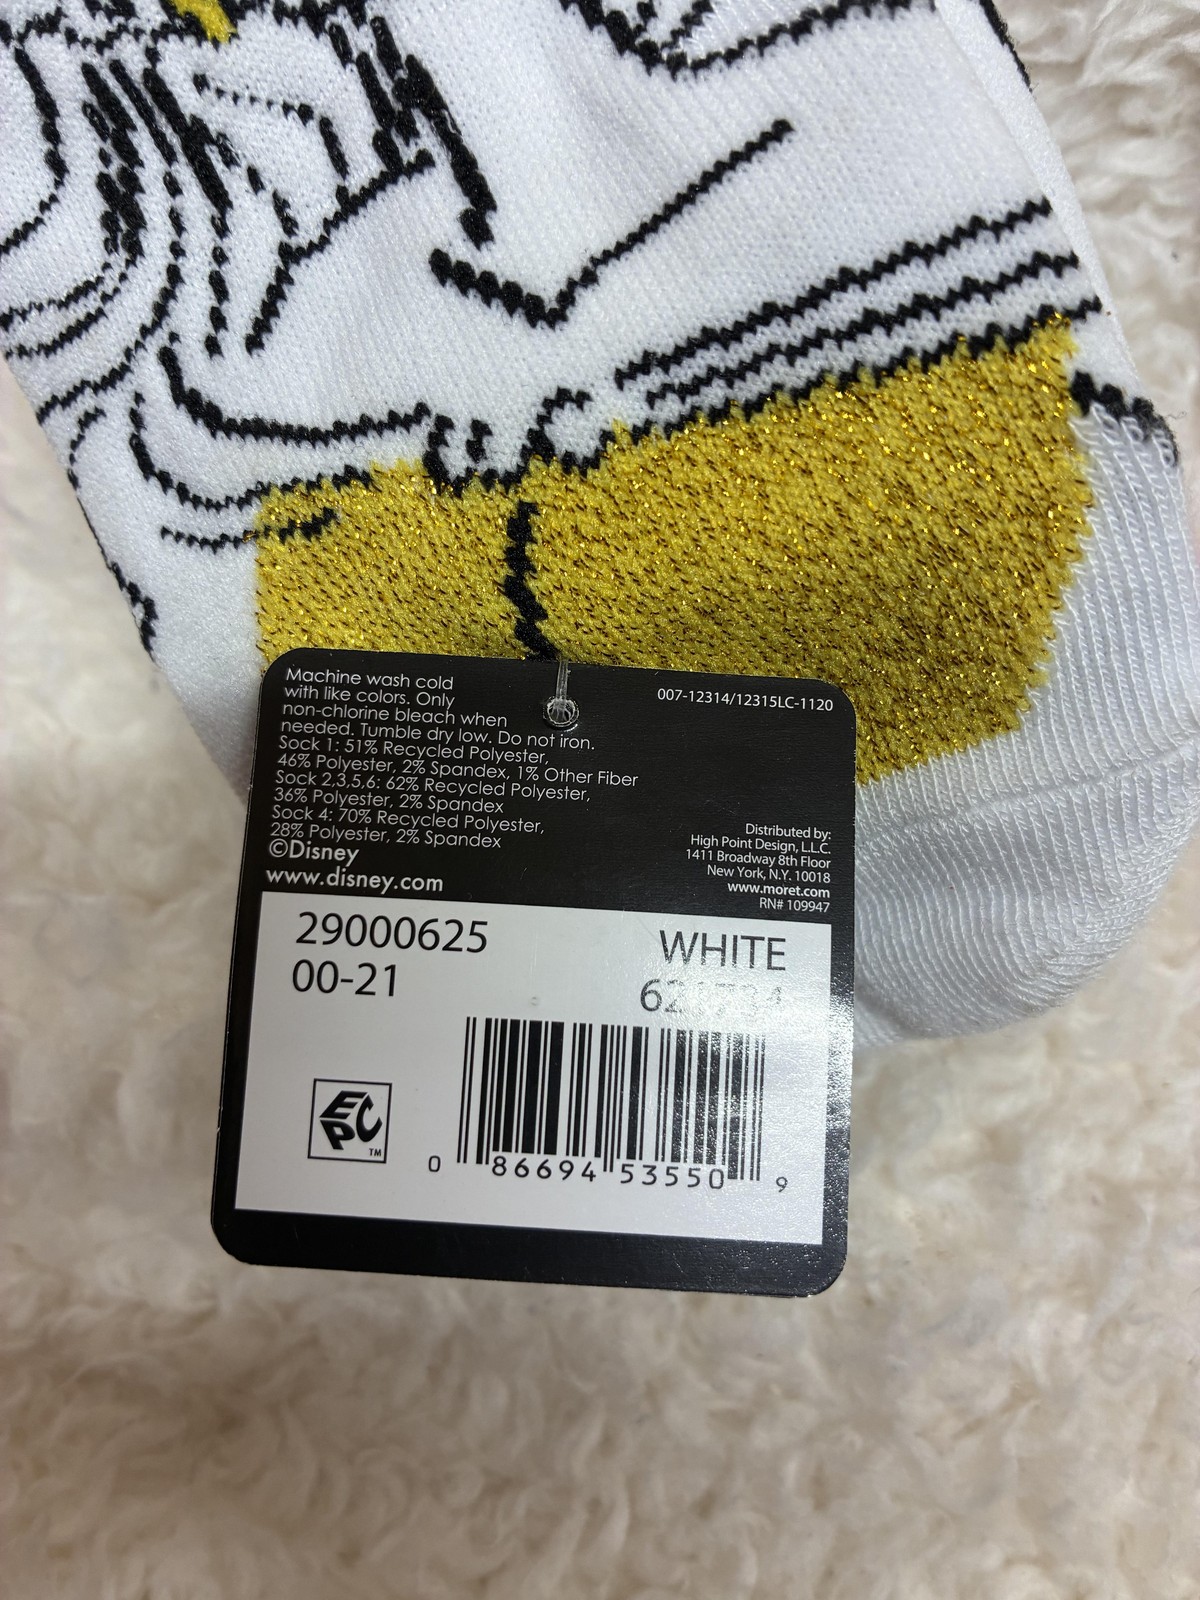 Machine wash cold
with like colors. Only
non-chlorine bleach when
needed. Tumble dry low. Do not iron.
Sock 1: 51% Recycled Polyester,
46% Polyester, 2% Spandex, 1% Other Fiber
Sock 2,3,5,6: 62% Recycled Polyester,
36% Polyester, 2% Spandex
Sock 4: 70% Recycled Polyester,
28% Polyester, 2% Spandex
©Disney
www.disney.com
007-12314/12315LC-1120
Distributed by:
High Point Design, L.L.C.
1411 Broadway 8th Floor
New York, N.Y. 10018
www.moret.com
RN# 109947
29000625
00-21
WHITE
EPC TM
0 86694 53550 9